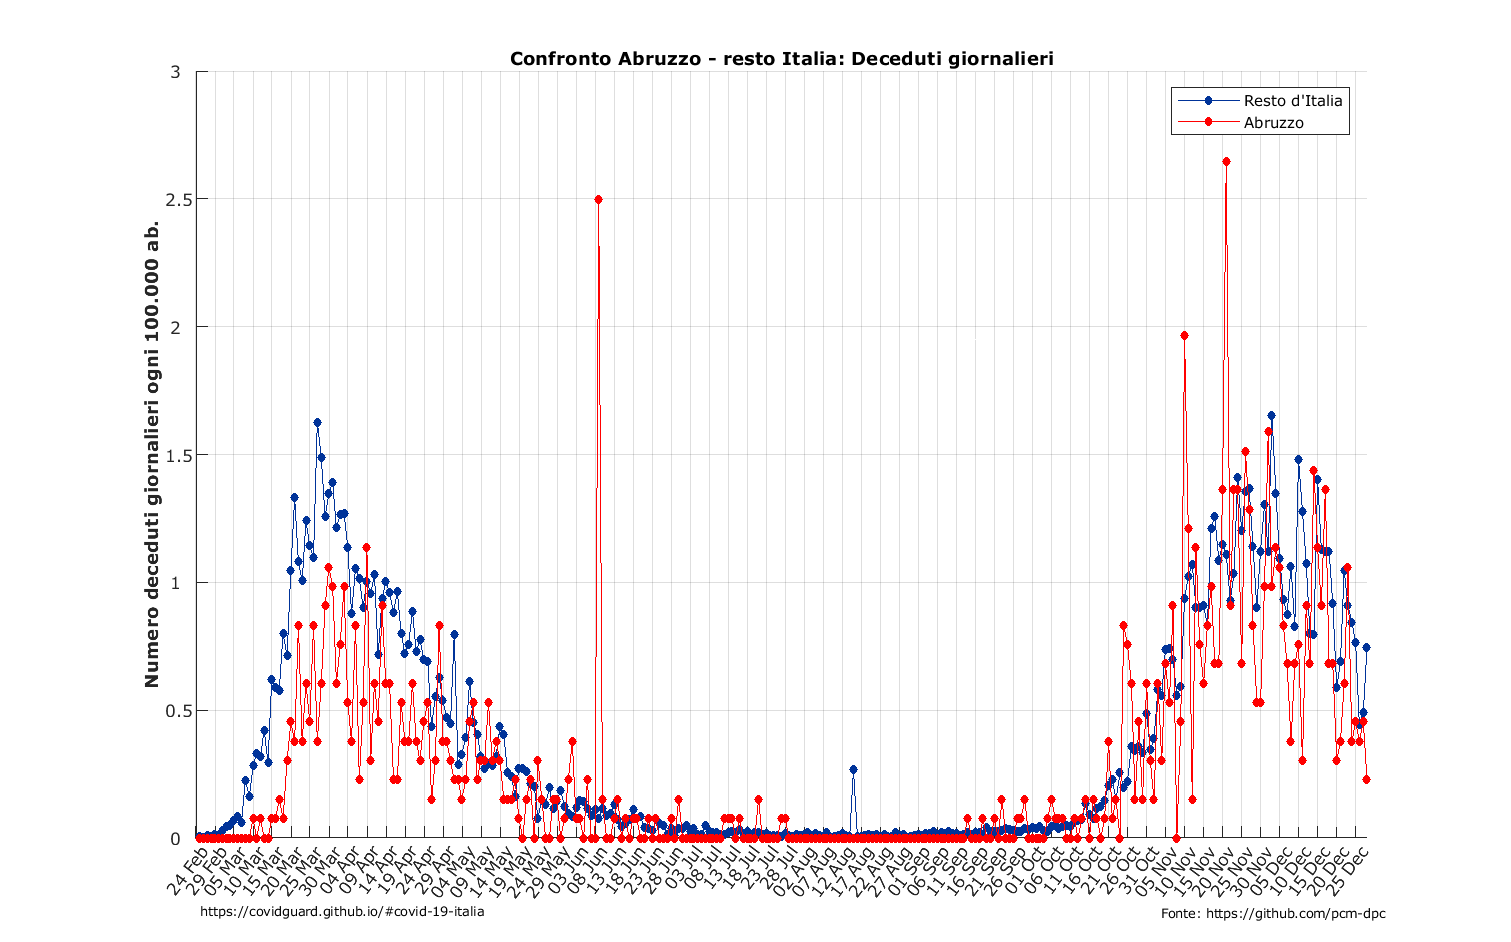 Confronto Abruzzo - resto Italia: Deceduti giornalieri
Resto d'Italia
Abruzzo
Numero deceduti giornalieri ogni 100.000 ab.
3
2.5
2
1.5
1
0.5
0
24 Feb
29 Feb
05 Mar
10 Mar
15 Mar
20 Mar
25 Mar
30 Mar
04 Apr
09 Apr
14 Apr
19 Apr
24 Apr
29 Apr
04 May
09 May
14 May
19 May
24 May
29 May
03 Jun
08 Jun
13 Jun
18 Jun
23 Jun
28 Jun
03 Jul
08 Jul
13 Jul
18 Jul
23 Jul
28 Jul
02 Aug
07 Aug
12 Aug
17 Aug
22 Aug
27 Aug
01 Sep
06 Sep
11 Sep
16 Sep
21 Sep
26 Sep
01 Oct
06 Oct
11 Oct
16 Oct
21 Oct
26 Oct
31 Oct
05 Nov
10 Nov
15 Nov
20 Nov
25 Nov
30 Nov
05 Dec
10 Dec
15 Dec
20 Dec
25 Dec
https://covidguard.github.io/#covid-19-italia
Fonte: https://github.com/pcm-dpc